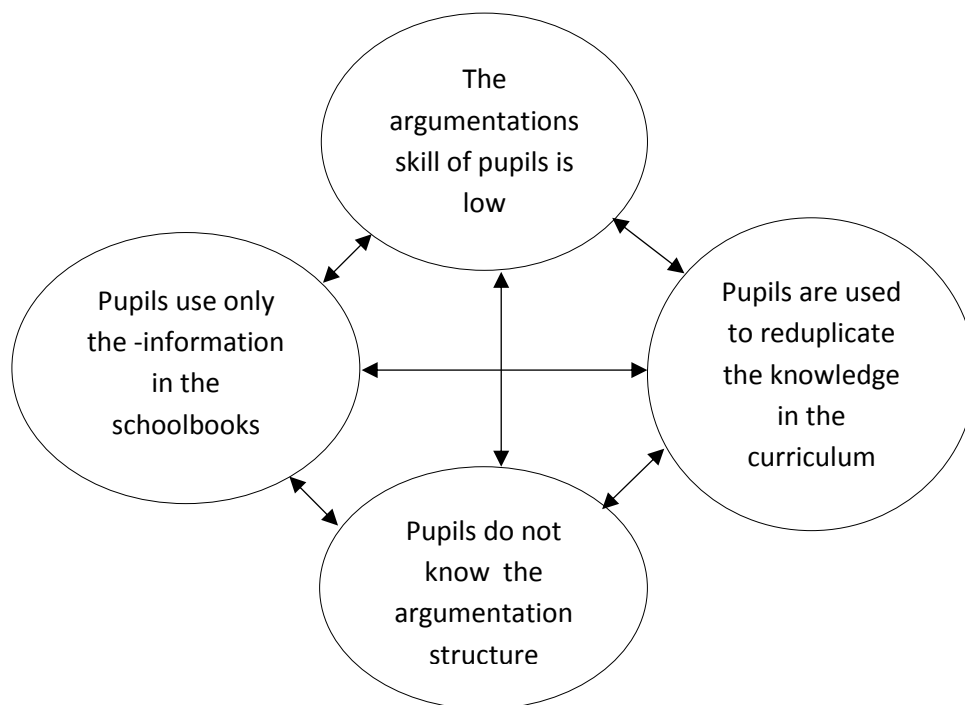 The
argumentations
skill of pupils is
low
Pupils use only
the -information
in the
schoolbooks
Pupils are used
to reduplicate
the knowledge
in the
curriculum
Pupils do not
know the
argumentation
structure